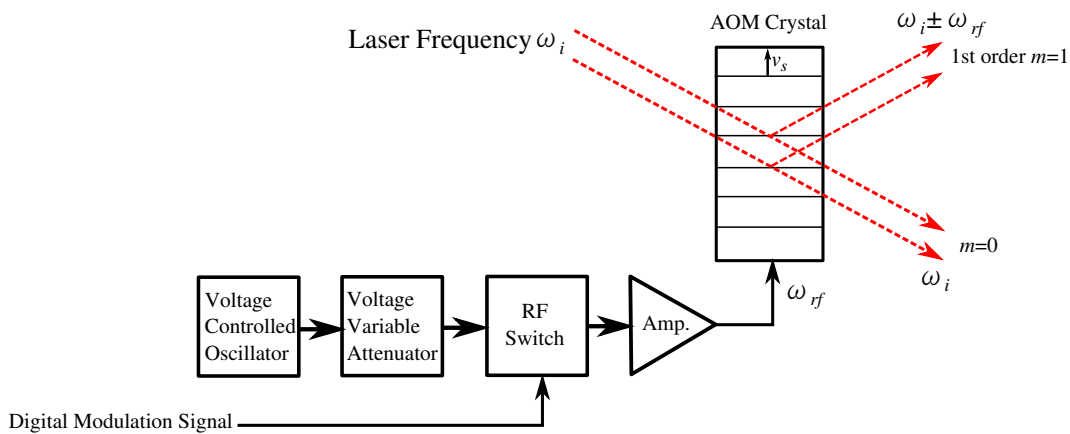 AOM Crystal
Laser Frequency ω i
ω i ± ω rf
1st order m=1
vs
m=0
ω i
ω rf
Voltage
Controlled
Oscillator
Voltage
Variable
Attenuator
RF
Switch
Amp.
Digital Modulation Signal